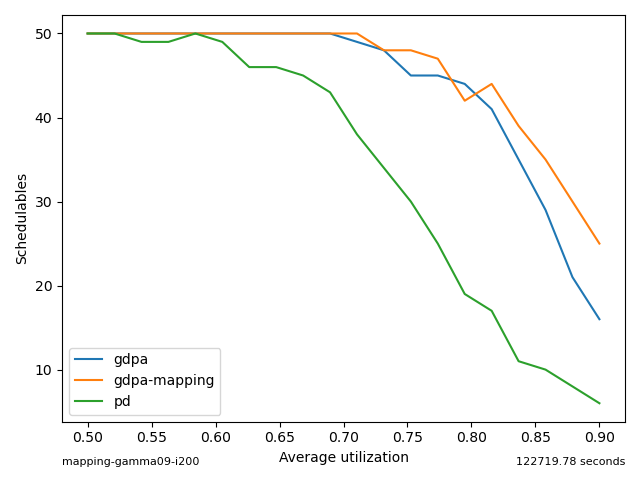 50
40
30
20
10
Schedulables
gdpa
gdpa-mapping
pd
0.50 0.55 0.60 0.65 0.70 0.75 0.80 0.85 0.90
Average utilization
mapping-gamma09-i200
122719.78 seconds